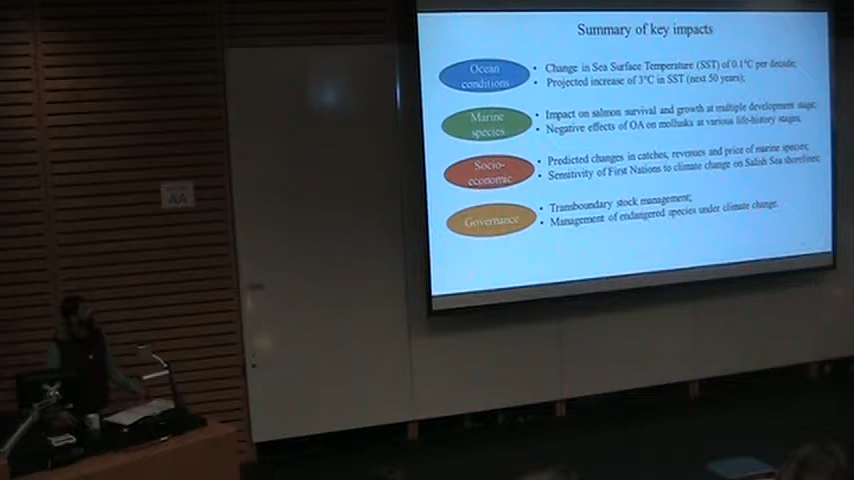 Summary of key impacts
Ocean
conditions
• Change in Sea Surface Temperature (SST) of 0.1°C per decade;
• Projected increase of 3°C in SST (next 50 years);
Marine
species
• Impact on salmon survival and growth at multiple development stage;
• Negative effects of OA on mollusks at various life-history stages,
Socio-
economic
• Predicted changes in catches, revenues and price of marine species;
• Sensitivity of First Nations to climate change on Salish Sea shorelines;
Governance
• Transboundary stock management;
• Management of endangered species under climate change.
AA